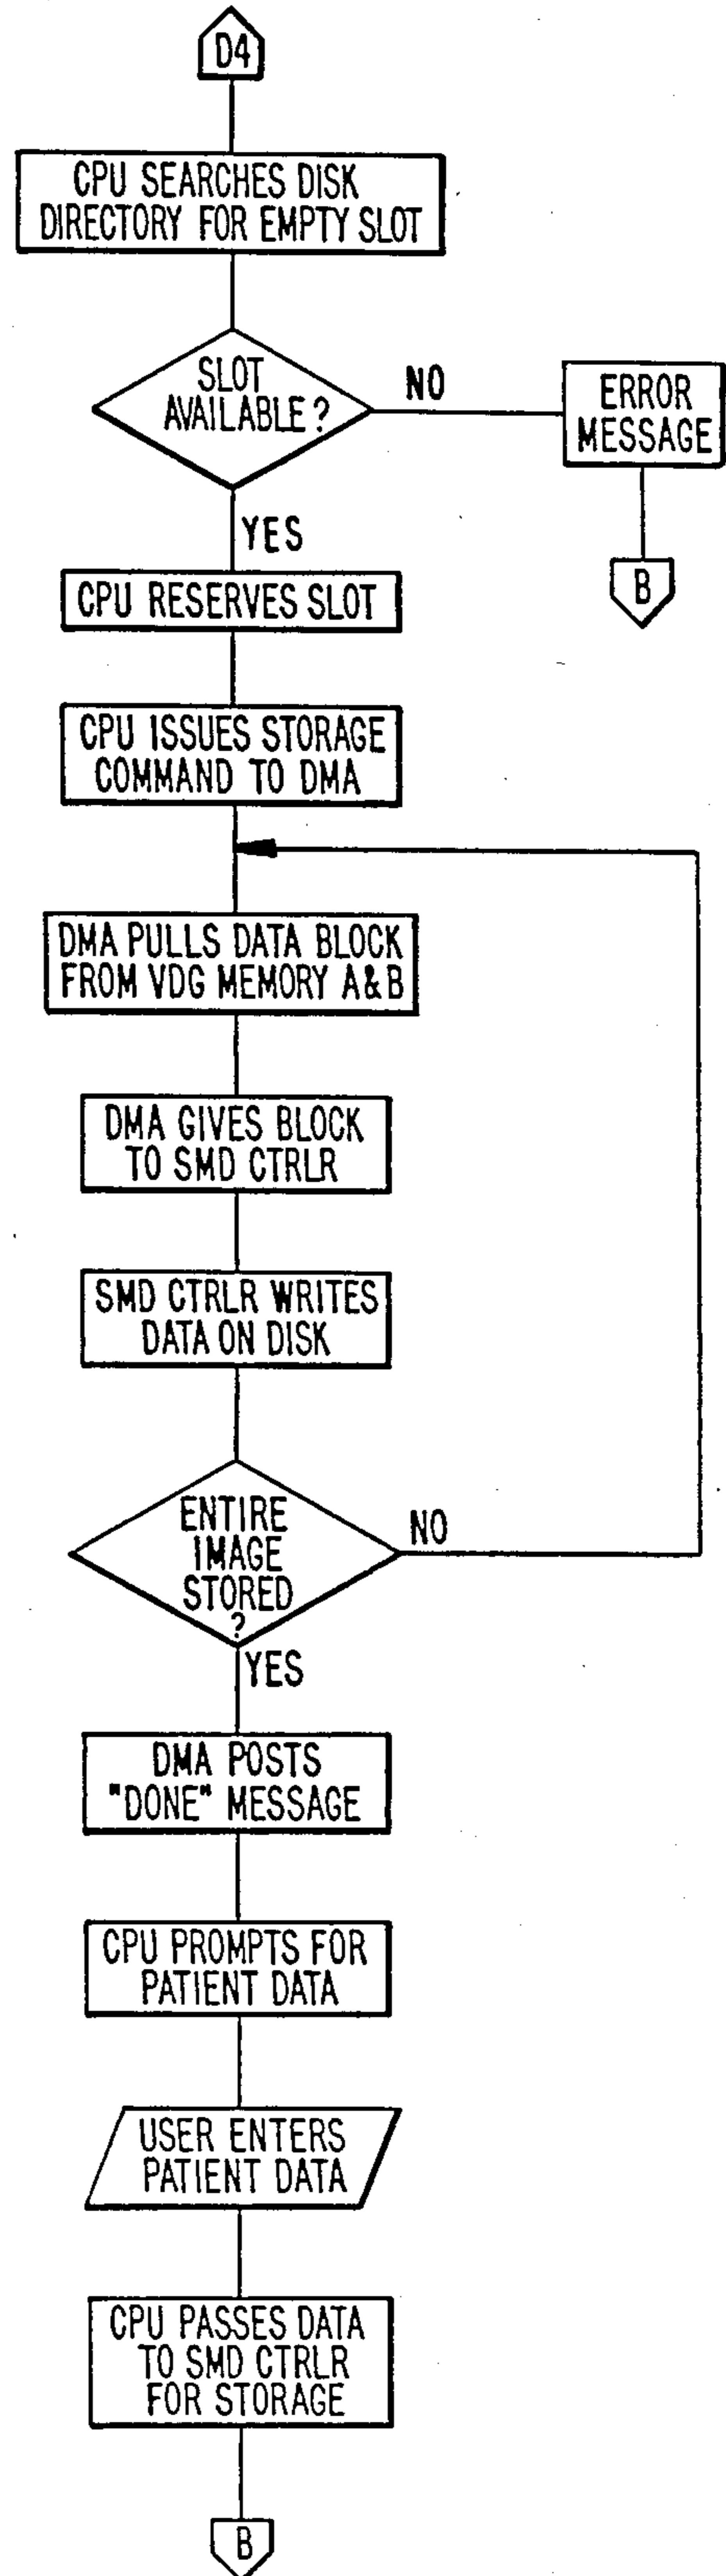 D4
CPU SEARCHES DISK
DIRECTORY FOR EMPTY SLOT
SLOT
AVAILABLE?
NO
ERROR
MESSAGE
B
YES
CPU RESERVES SLOT
CPU ISSUES STORAGE
COMMAND TO DMA
DMA PULLS DATA BLOCK
FROM VDG MEMORY A&B
DMA GIVES BLOCK
TO SMD CTRLR
SMD CTRLR WRITES
DATA ON DISK
ENTIRE
IMAGE
STORED
?
NO
YES
DMA POSTS
"DONE" MESSAGE
CPU PROMPTS FOR
PATIENT DATA
USER ENTERS
PATIENT DATA
CPU PASSES DATA
TO SMD CTRLR
FOR STORAGE
B